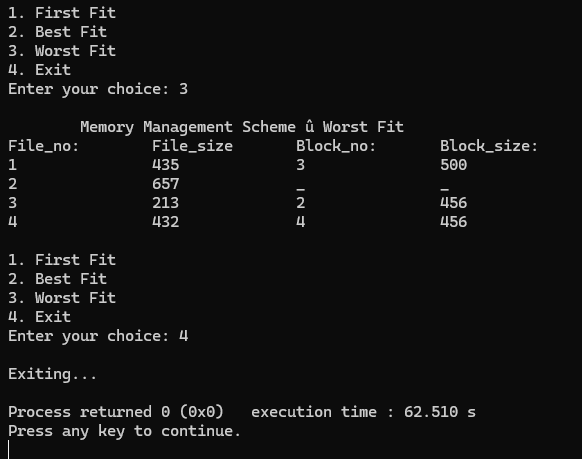 1. First Fit
2. Best Fit
3. Worst Fit
4. Exit
Enter your choice: 3
Memory Management Scheme û Worst Fit
File_no: File_size Block_no: Block_size:
1 435 3 500
2 657 _ _
3 213 2 456
4 432 4 456
1. First Fit
2. Best Fit
3. Worst Fit
4. Exit
Enter your choice: 4
Exiting...
Process returned 0 (0x0) execution time : 62.510 s
Press any key to continue.